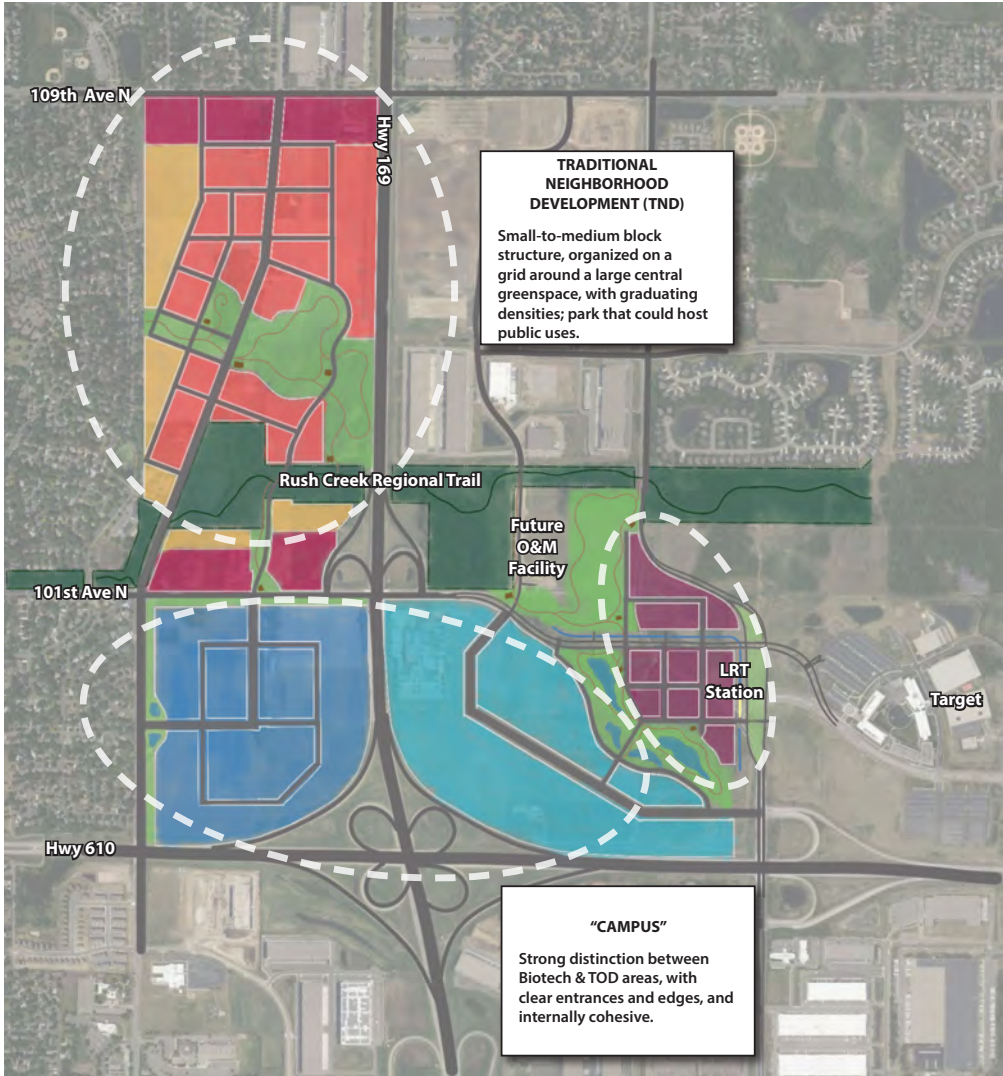 109th Ave N
Hwy 169
TRADITIONAL
NEIGHBORHOOD
DEVELOPMENT (TND)
Small-to-medium block
structure, organized on a
grid around a large central
greenspace, with graduating
densities; park that could host
public uses.
Rush Creek Regional Trail
Future
O&M
Facility
101st Ave N
LRT
Station
Target
Hwy 610
“CAMPUS”
Strong distinction between
Biotech & TOD areas, with
clear entrances and edges, and
internally cohesive.